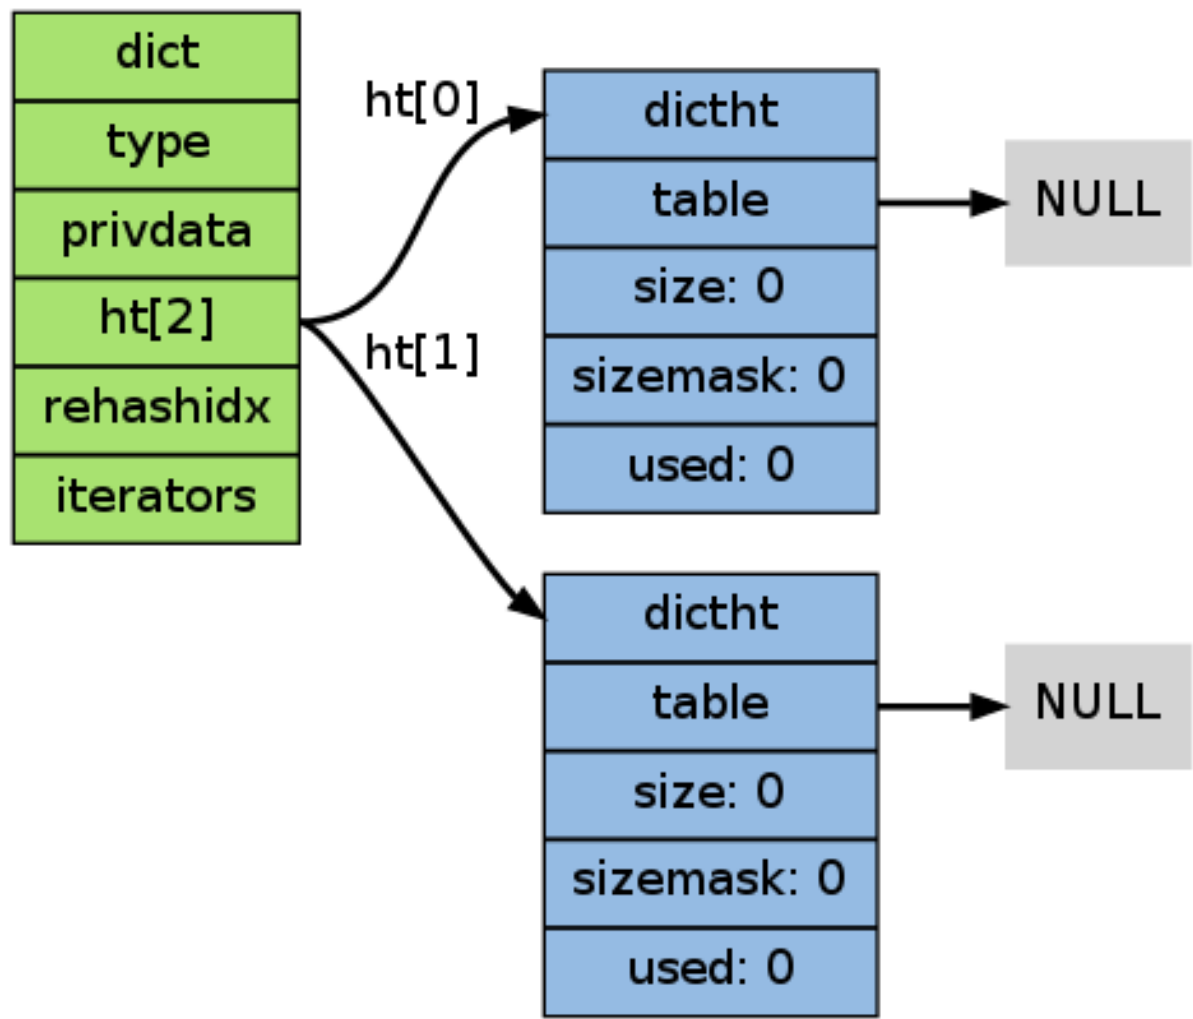 dict
type
privdata
ht[2]
rehashidx
iterators
ht[0]
ht[1]
dictht
table
size: 0
sizemask: 0
used: 0
NULL
dictht
table
size: 0
sizemask: 0
used: 0
NULL